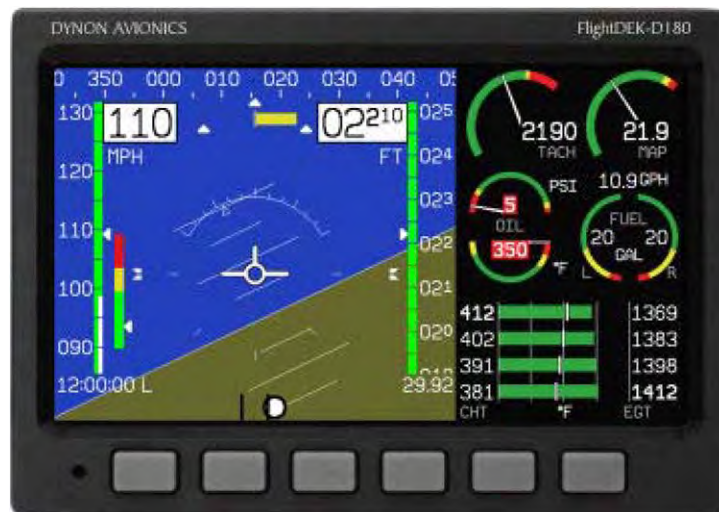 DYNON AVIONICS FlightDEK-D180
0 350 000 010 020 030 040 05
130 110 02210 025
MPH FT 024
120 023
110 022
100 021
090 020
12:00:00 L 29.92
2190 21.9
TACH MAP
PSI 10.9 GPH
5
OIL
FUEL
20 20
350 GAL
°F L R
412 1369
402 1383
391 1398
381 1412
CHT °F EGT